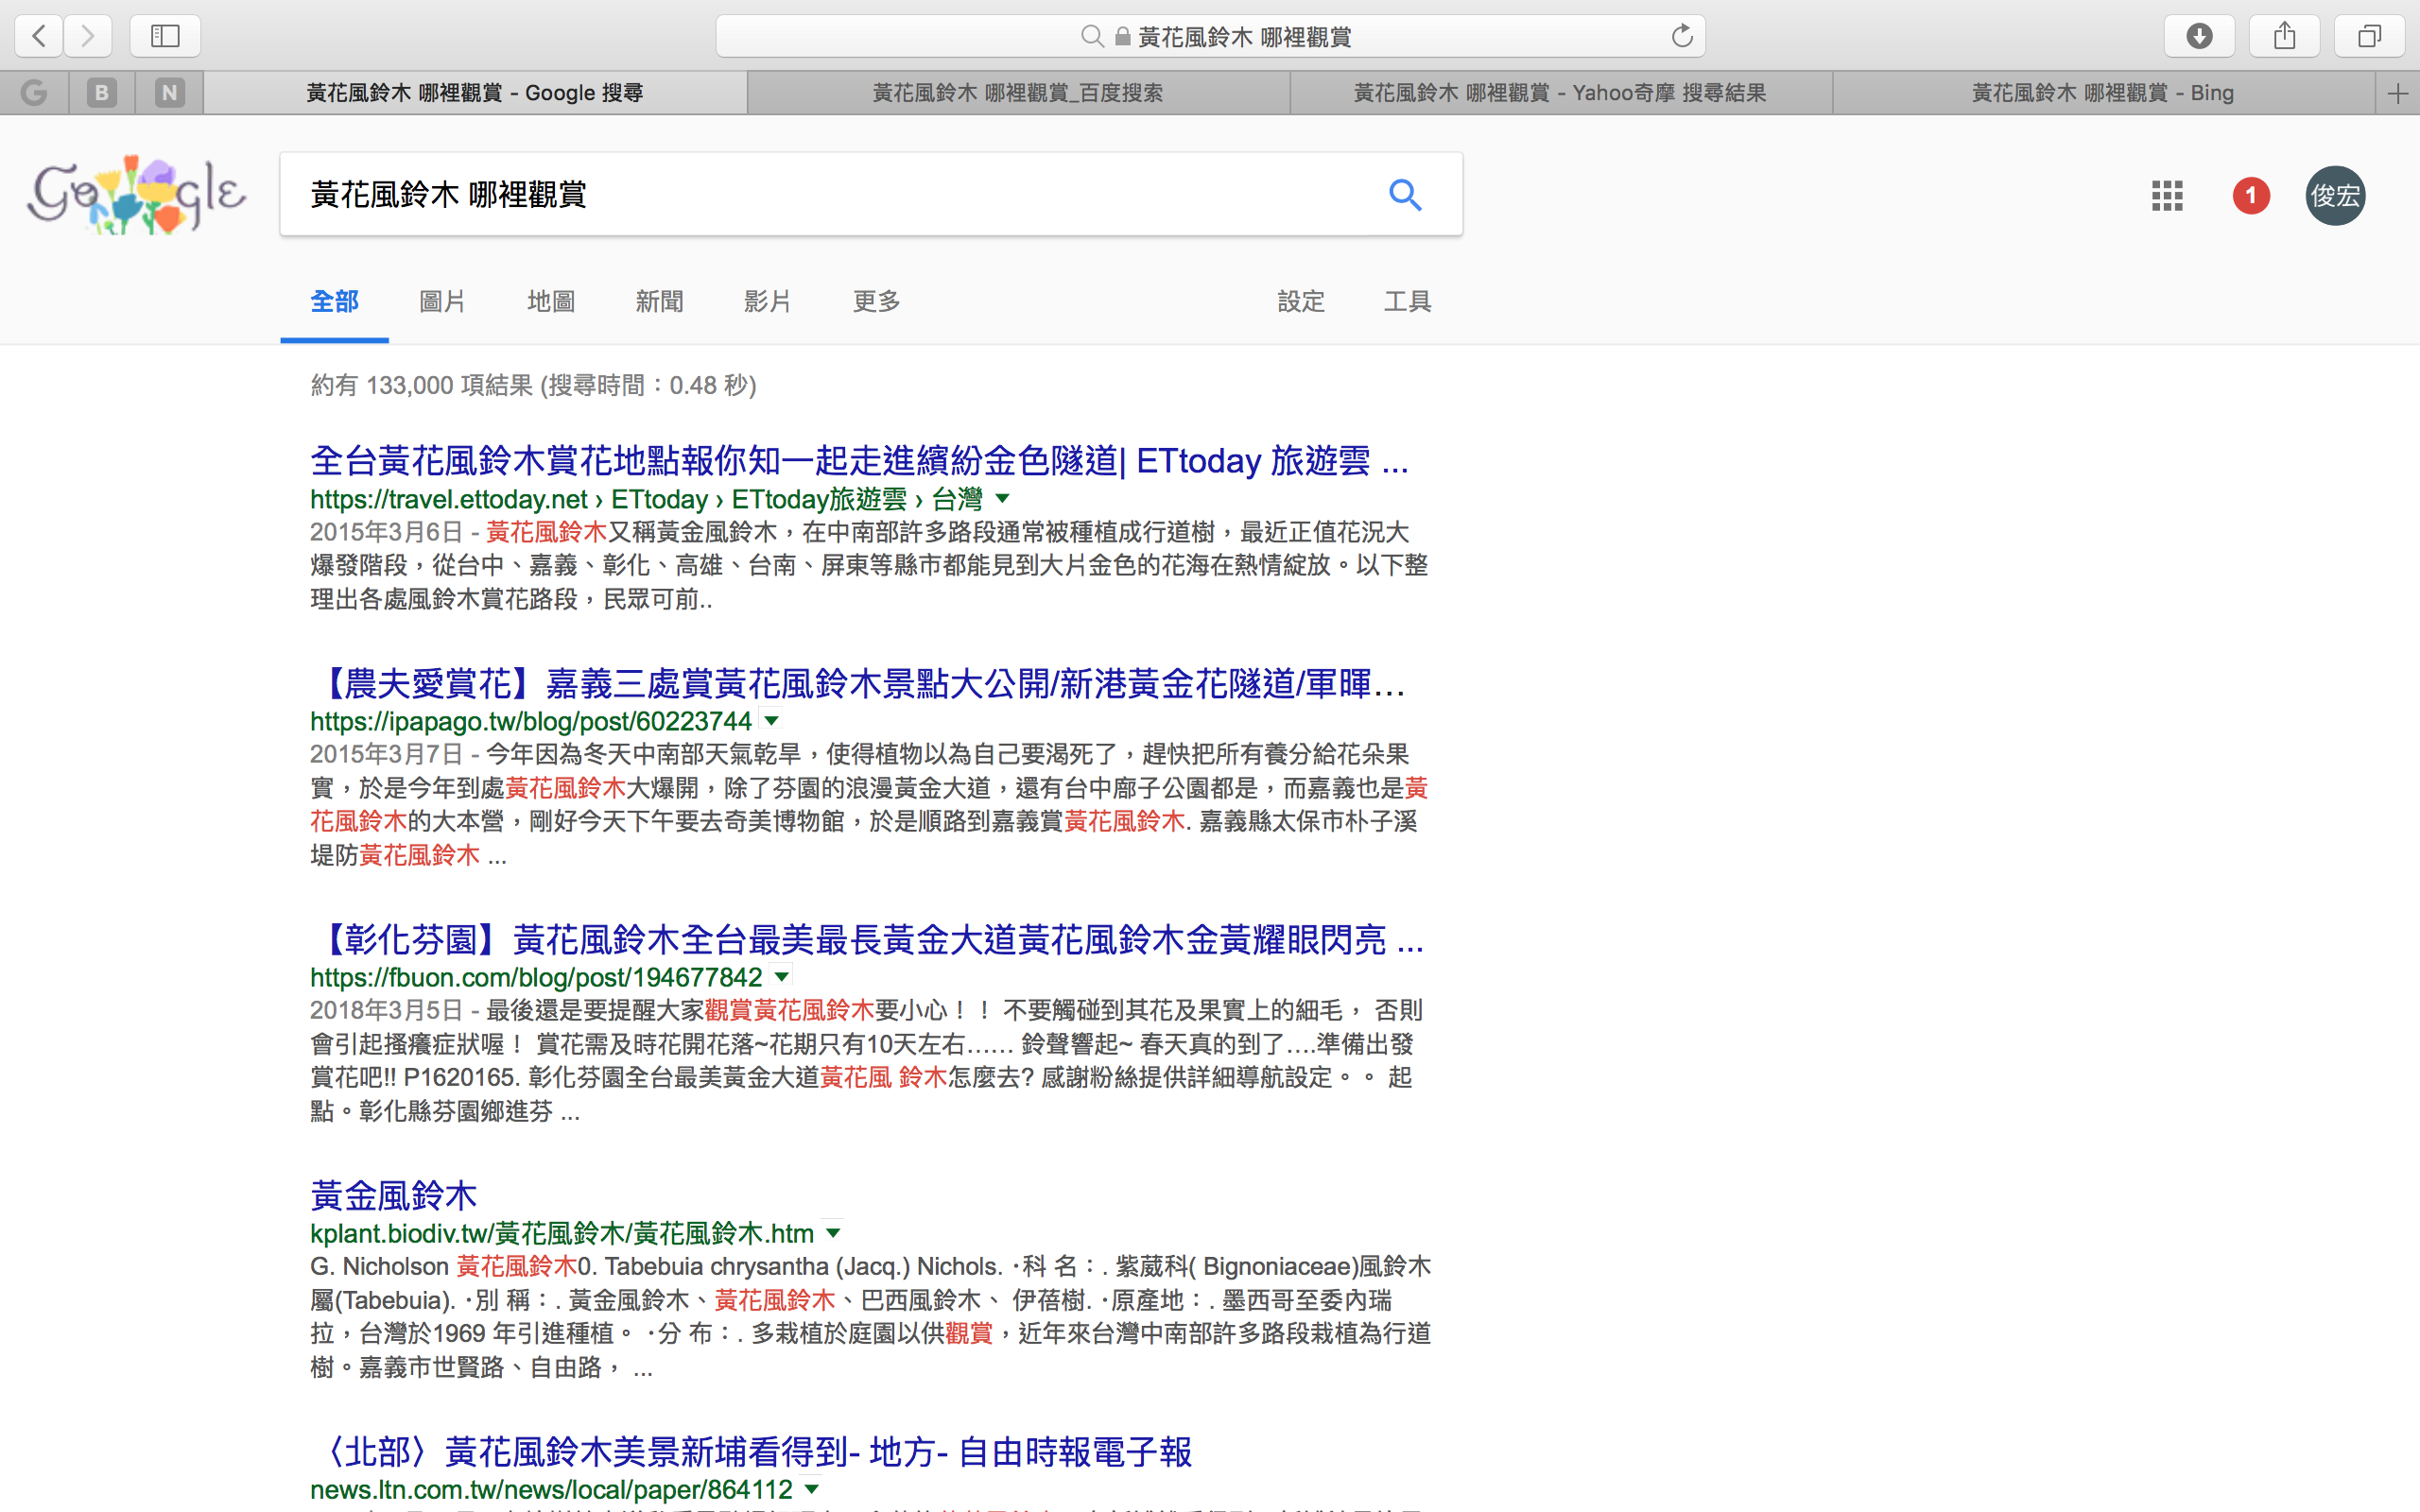 黃花風鈴木 哪裡觀賞
G B N 黃花風鈴木 哪裡觀賞 - Google 搜尋 黃花風鈴木 哪裡觀賞_百度搜索 黃花風鈴木 哪裡觀賞 - Yahoo奇摩 搜尋結果 黃花風鈴木 哪裡觀賞 - Bing
Google 黃花風鈴木 哪裡觀賞 1 俊宏
全部 圖片 地圖 新聞 影片 更多 設定 工具
約有 133,000 項結果 (搜尋時間：0.48 秒)
全台黃花風鈴木賞花地點報你知一起走進繽紛金色隧道| ETtoday 旅遊雲 ...
https://travel.ettoday.net › ETtoday › ETtoday旅遊雲 › 台灣
2015年3月6日 - 黃花風鈴木又稱黃金風鈴木，在中南部許多路段通常被種植成行道樹，最近正值花況大
爆發階段，從台中、嘉義、彰化、高雄、台南、屏東等縣市都能見到大片金色的花海在熱情綻放。以下整
理出各處風鈴木賞花路段，民眾可前..
【農夫愛賞花】嘉義三處賞黃花風鈴木景點大公開/新港黃金花隧道/軍暉...
https://ipapago.tw/blog/post/60223744
2015年3月7日 - 今年因為冬天中南部天氣乾旱，使得植物以為自己要渴死了，趕快把所有養分給花朵果
實，於是今年到處黃花風鈴木大爆開，除了芬園的浪漫黃金大道，還有台中廍子公園都是，而嘉義也是黃
花風鈴木的大本營，剛好今天下午要去奇美博物館，於是順路到嘉義賞黃花風鈴木. 嘉義縣太保市朴子溪
堤防黃花風鈴木 ...
【彰化芬園】黃花風鈴木全台最美最長黃金大道黃花風鈴木金黃耀眼閃亮 ...
https://fbuon.com/blog/post/194677842
2018年3月5日 - 最後還是要提醒大家觀賞黃花風鈴木要小心！！ 不要觸碰到其花及果實上的細毛， 否則
會引起搔癢症狀喔！ 賞花需及時花開花落~花期只有10天左右...... 鈴聲響起~ 春天真的到了....準備出發
賞花吧!! P1620165. 彰化芬園全台最美黃金大道黃花風 鈴木怎麼去? 感謝粉絲提供詳細導航設定。。 起
點。彰化縣芬園鄉進芬 ...
黃金風鈴木
kplant.biodiv.tw/黃花風鈴木/黃花風鈴木.htm
G. Nicholson 黃花風鈴木0. Tabebuia chrysantha (Jacq.) Nichols. ‧科 名：. 紫葳科( Bignoniaceae)風鈴木
屬(Tabebuia). ‧別 稱：. 黃金風鈴木、黃花風鈴木、巴西風鈴木、 伊蓓樹. ‧原產地：. 墨西哥至委內瑞
拉，台灣於1969 年引進種植。 ‧分 布：. 多栽植於庭園以供觀賞，近年來台灣中南部許多路段栽植為行道
樹。嘉義市世賢路、自由路， ...
〈北部〉黃花風鈴木美景新埔看得到- 地方- 自由時報電子報
news.ltn.com.tw/news/local/paper/864112